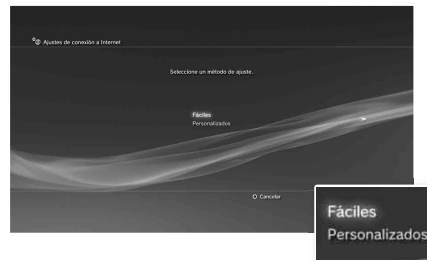 Ajustes de conexión a Internet
Seleccione un método de ajuste.
Fáciles
Personalizados
Cancelar
Fáciles
Personalizados